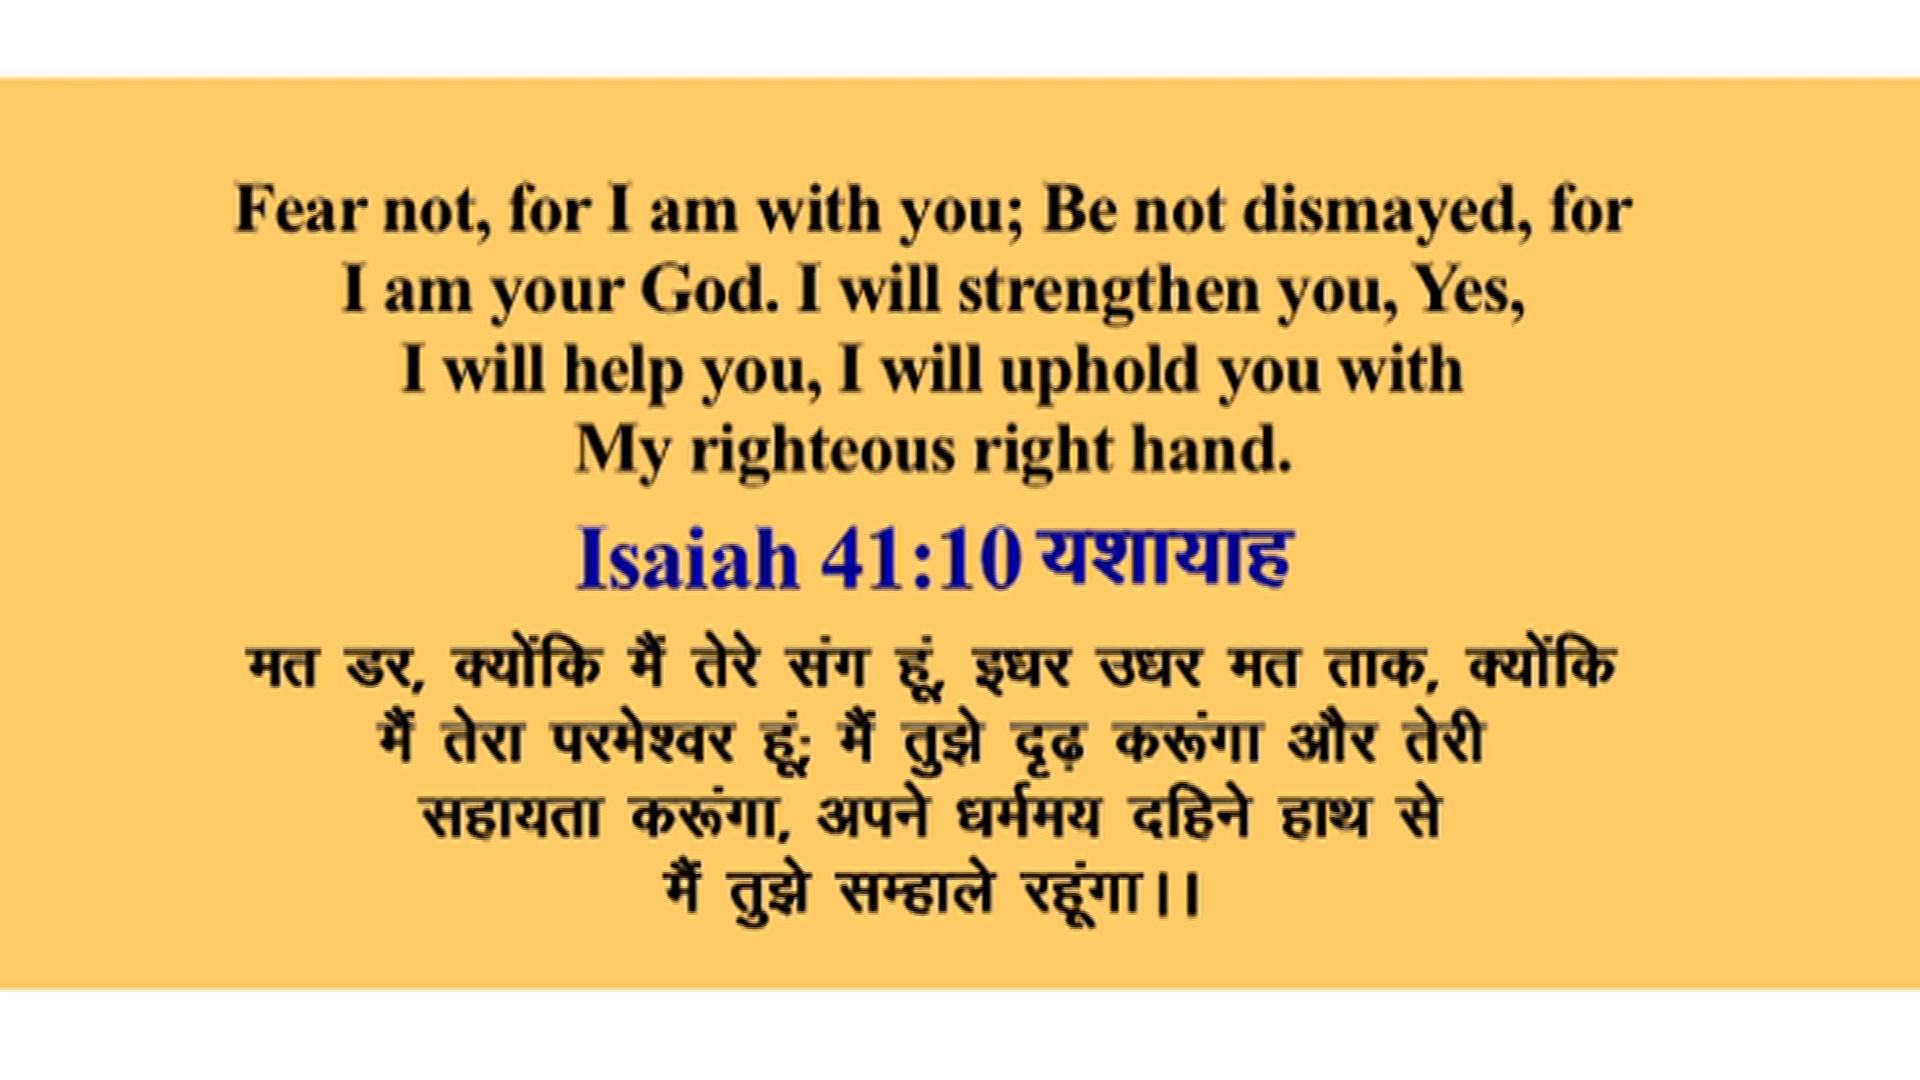 Fear not, for I am with you; Be not dismayed, for
I am your God. I will strengthen you, Yes,
I will help you, I will uphold you with
My righteous right hand.
Isaiah 41:10 यशायाह
मत डर, क्योंकि मैं तेरे संग हूं, इधर उधर मत ताक, क्योंकि
मैं तेरा परमेश्वर हूं; मैं तुझे दृढ़ करूंगा और तेरी
सहायता करूंगा, अपने धर्ममय दहिने हाथ से
मैं तुझे सम्हाले रहूंगा।।